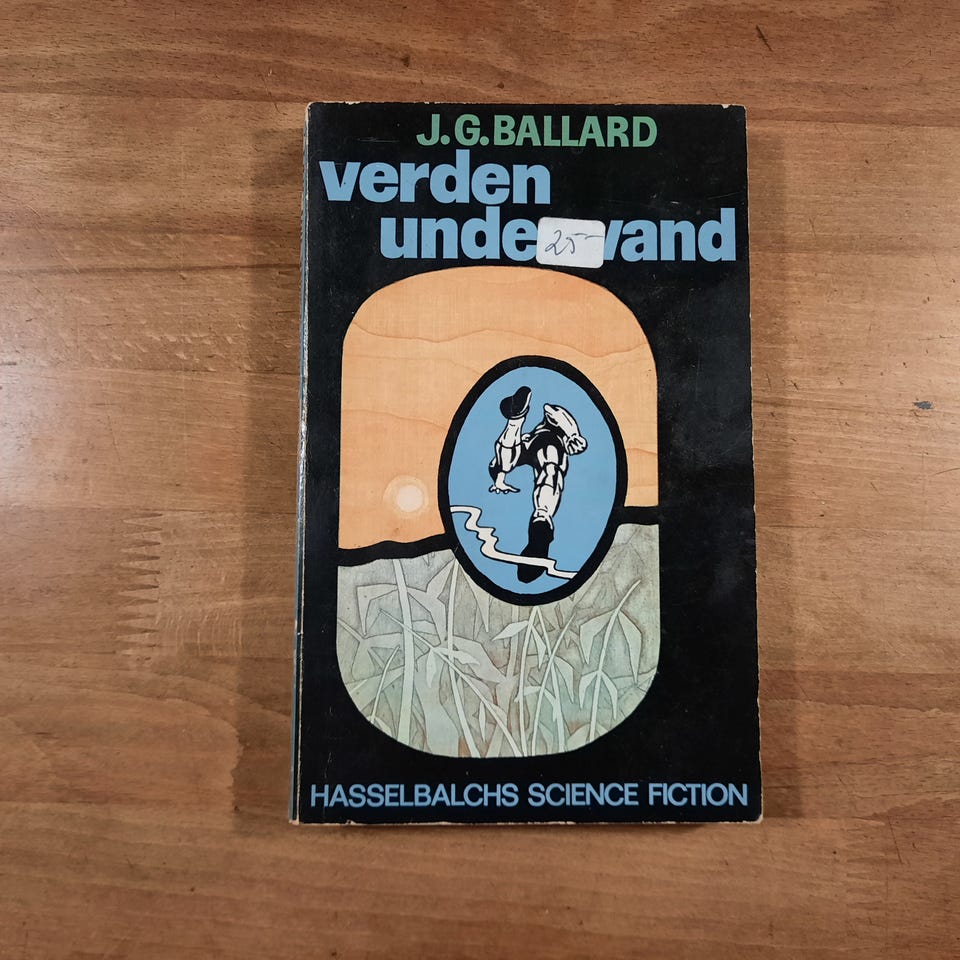 J.G.BALLARD
verden
unde vand
25-
HASSELBALCHS SCIENCE FICTION